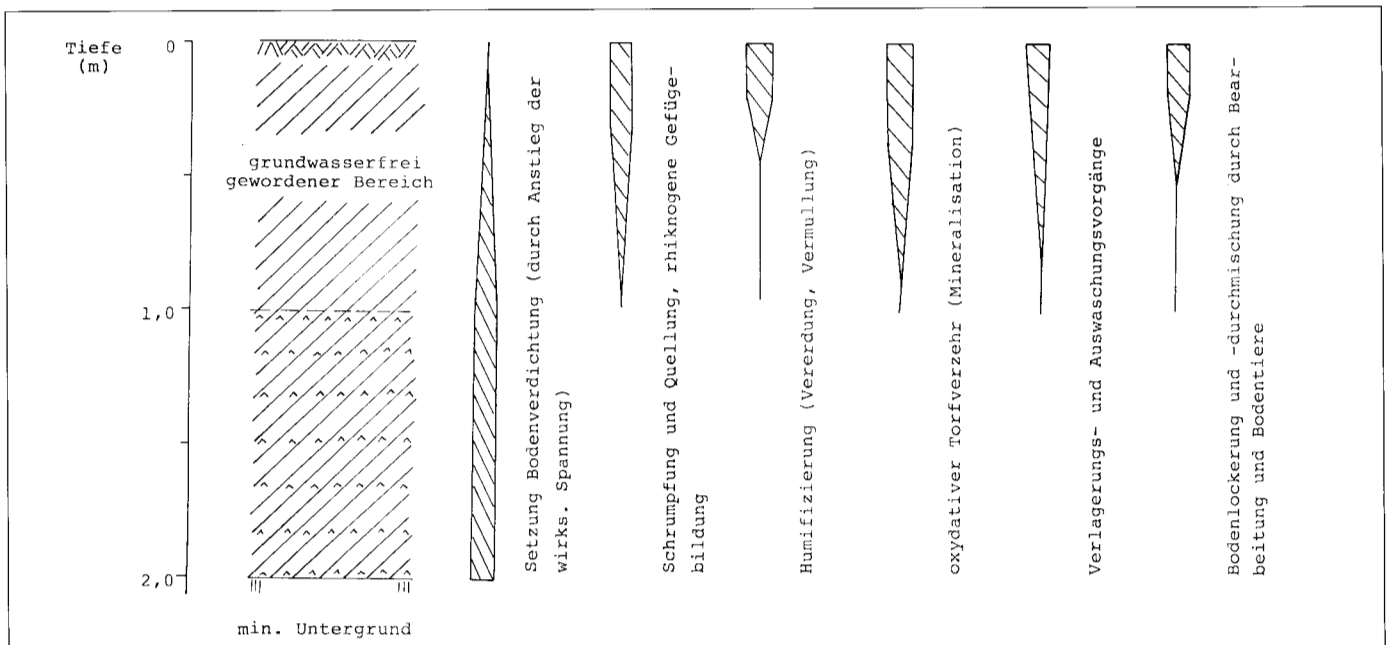 Tiefe
(m)
0
1,0
2,0
grundwasserfrei
gewordener Bereich
min. Untergrund
Setzung Bodenverdichtung (durch Anstieg der
wirks. Spannung)
Schrumpfung und Quellung, rhiknogene Gefüge-
bildung
Humifizierung (Vererdung, Vermullung)
oxydativer Torfverzehr (Mineralisation)
Verlagerungs- und Auswaschungsvorgänge
Bodenlockerung und -durchmischung durch Bear-
beitung und Bodentiere